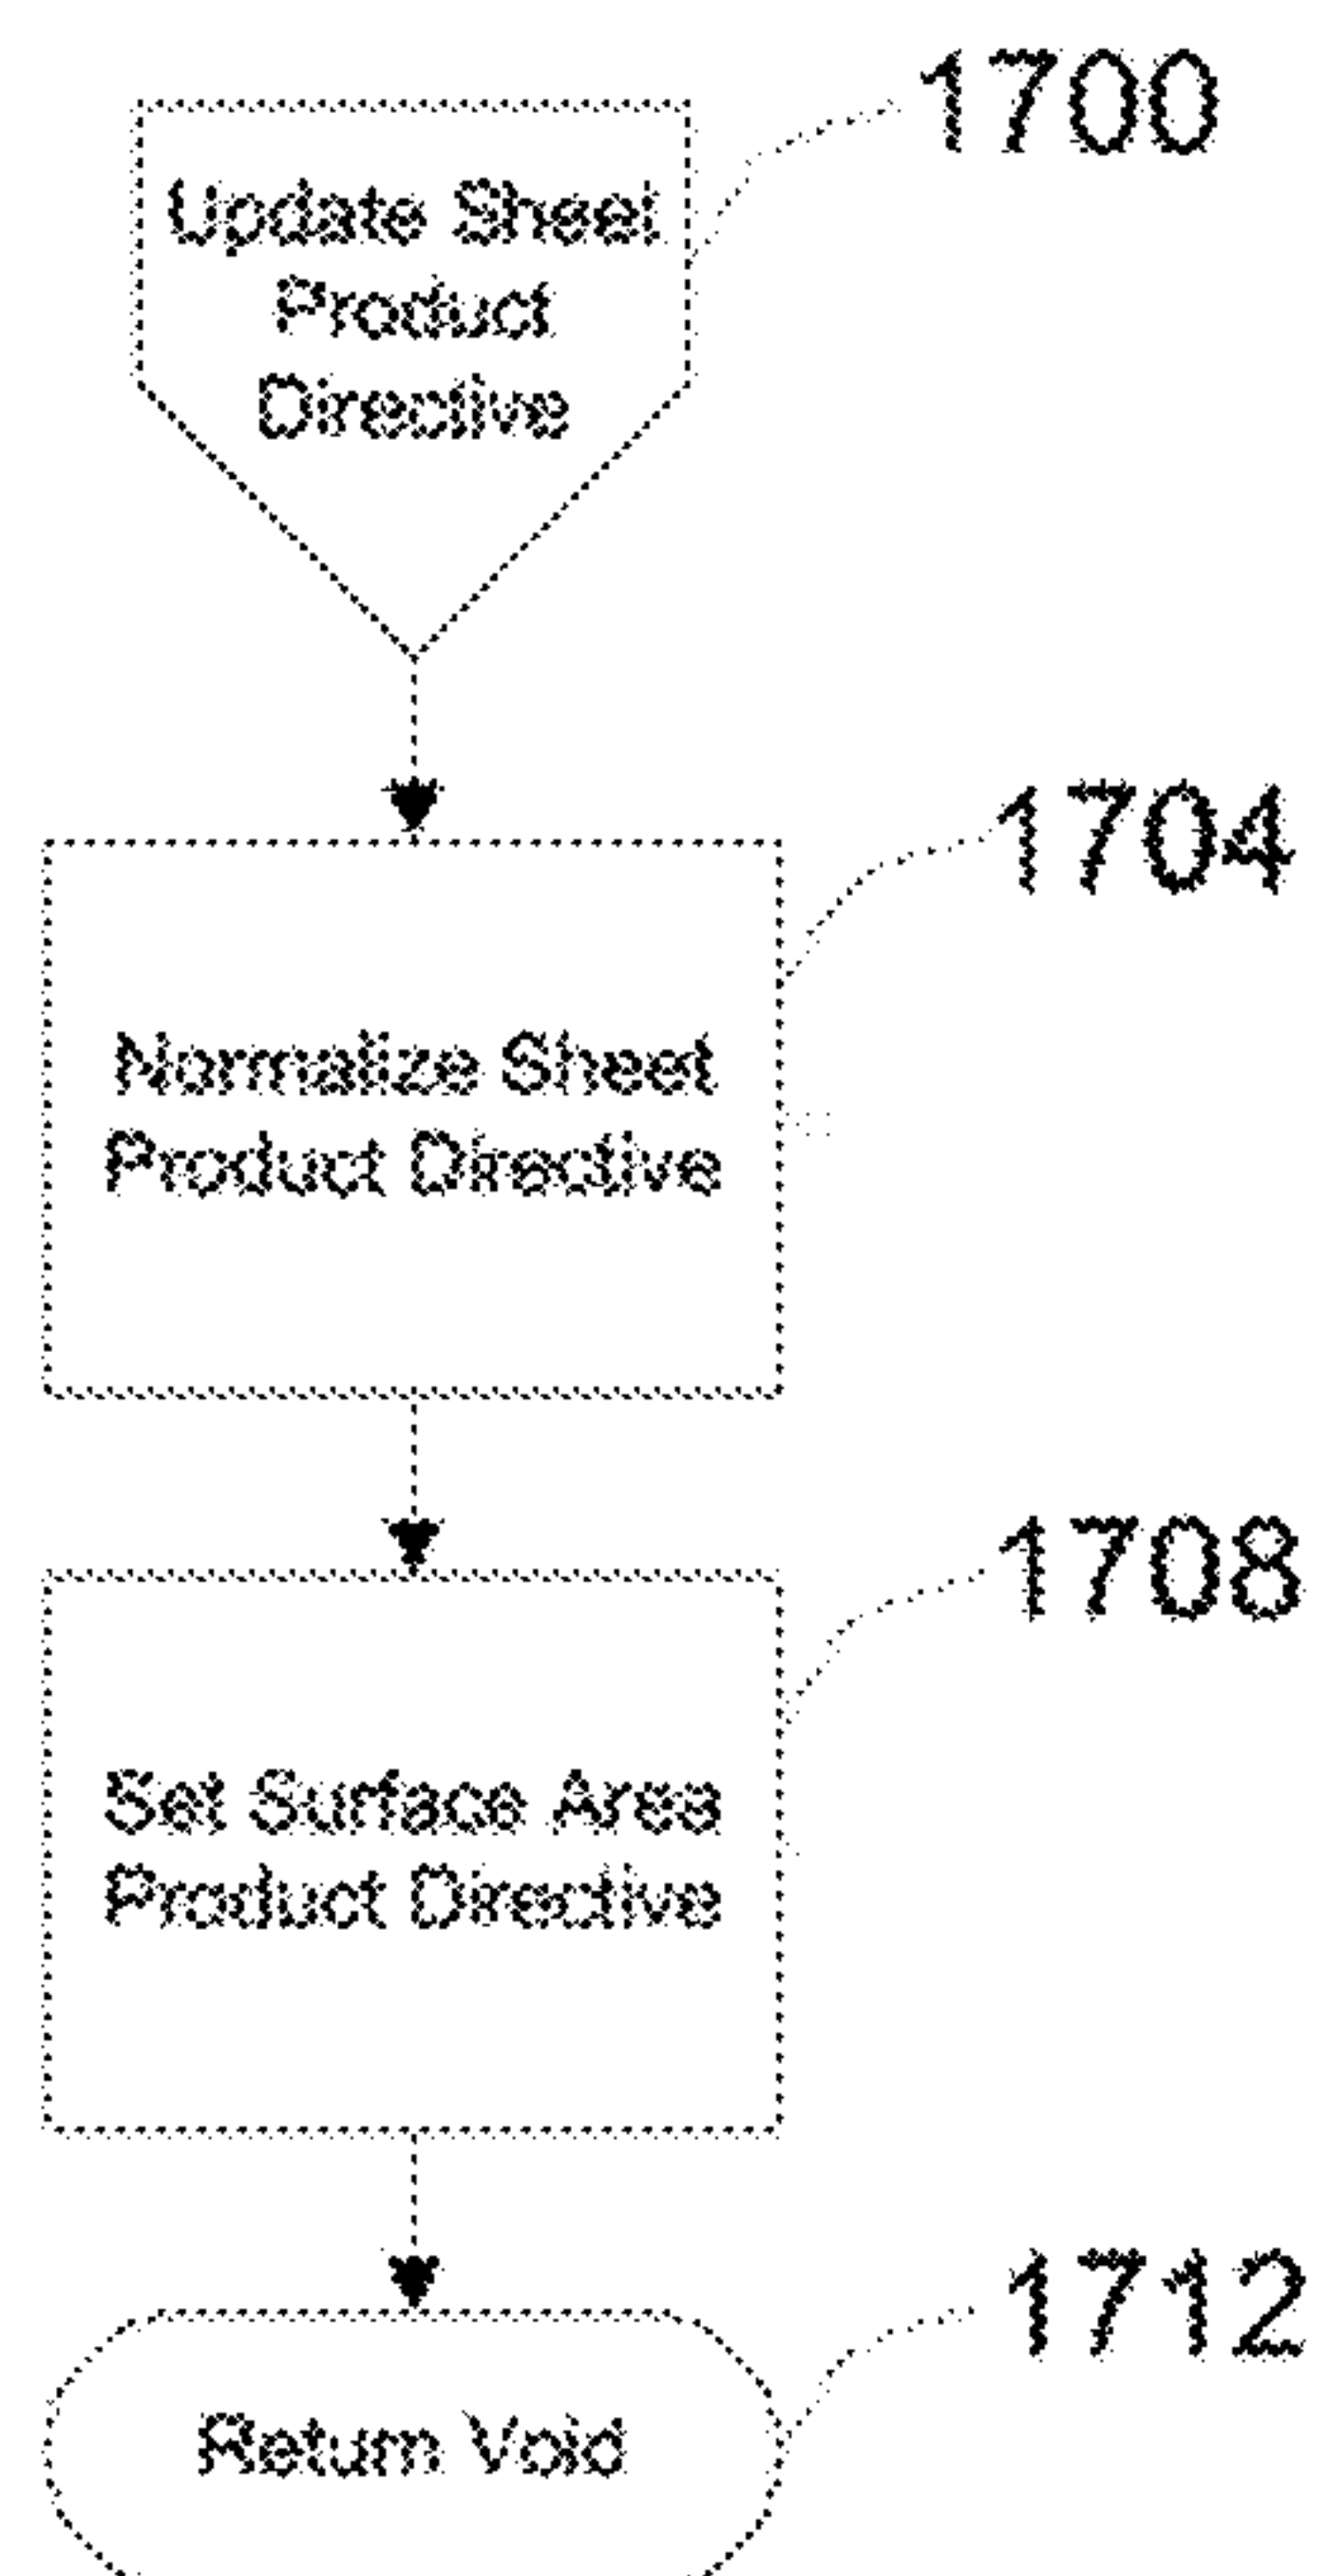 1700
Update Sheet
Product
Directive
1704
Normalize Sheet
Product Directive
1708
Set Surface Area
Product Directive
1712
Return Void